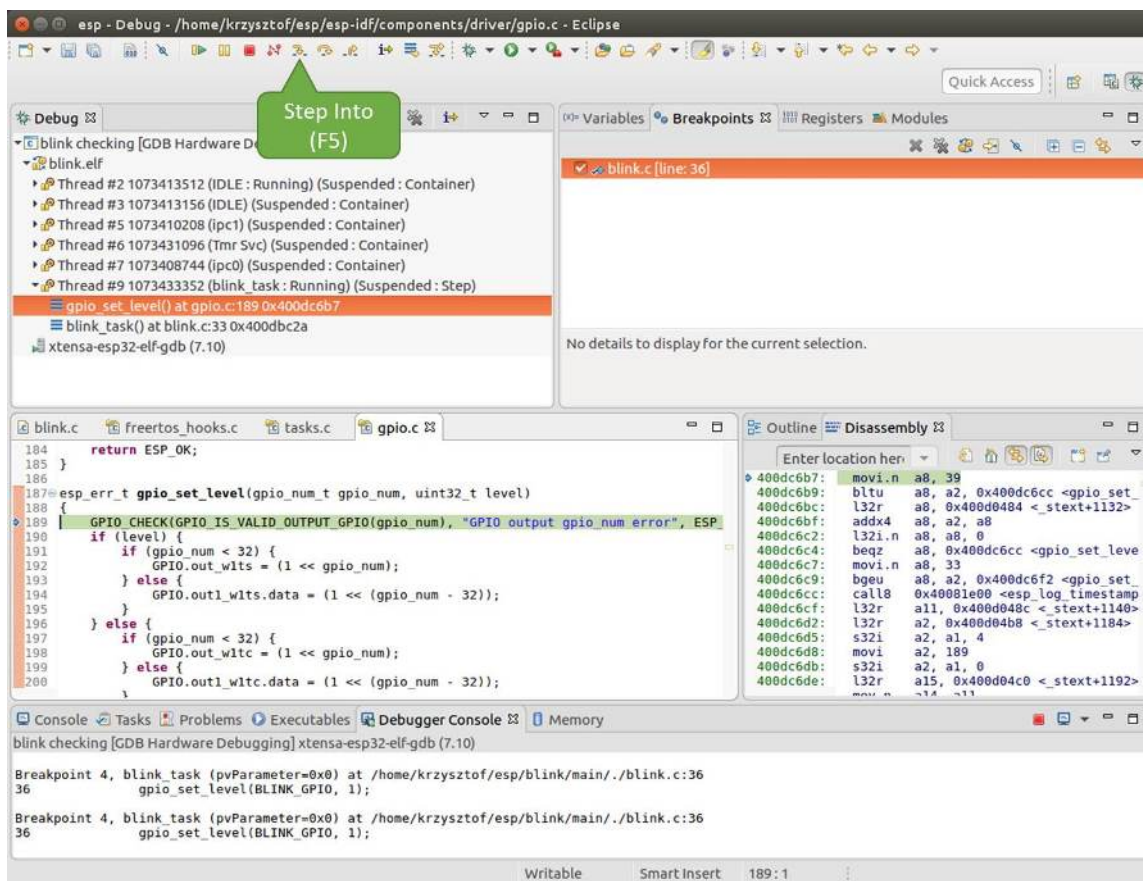 esp - Debug - /home/krzysztof/esp/esp-idf/components/driver/gpio.c - Eclipse
Quick Access
Step Into
(F5)
Debug
blink checking [GDB Hardware De
blink.elf
Thread #2 1073413512 (IDLE : Running) (Suspended : Container)
Thread #3 1073413156 (IDLE) (Suspended : Container)
Thread #5 1073410208 (ipc1) (Suspended : Container)
Thread #6 1073431096 (Tmr Svc) (Suspended : Container)
Thread #7 1073408744 (ipc0) (Suspended : Container)
Thread #9 1073433352 (blink_task : Running) (Suspended : Step)
gpio_set_level() at gpio.c:189 0x400dc6b7
blink_task() at blink.c:33 0x400dbc2a
xtensa-esp32-elf-gdb (7.10)
(x)= Variables Breakpoints Registers Modules
blink.c [line: 36]
No details to display for the current selection.
blink.c freertos_hooks.c tasks.c gpio.c
184 return ESP_OK;
185 }
186
187 esp_err_t gpio_set_level(gpio_num_t gpio_num, uint32_t level)
188 {
189 GPIO_CHECK(GPIO_IS_VALID_OUTPUT_GPIO(gpio_num), "GPIO output gpio_num error", ESP_
190 if (level) {
191 if (gpio_num < 32) {
192 GPIO.out_w1ts = (1 << gpio_num);
193 } else {
194 GPIO.out1_w1ts.data = (1 << (gpio_num - 32));
195 }
196 } else {
197 if (gpio_num < 32) {
198 GPIO.out_w1tc = (1 << gpio_num);
199 } else {
200 GPIO.out1_w1tc.data = (1 << (gpio_num - 32));
}
Outline Disassembly
Enter location her
400dc6b7: movi.n a8, 39
400dc6b9: bltu a8, a2, 0x400dc6cc <gpio_set_
400dc6bc: l32r a8, 0x400d0484 <_stext+1132>
400dc6bf: addx4 a8, a2, a8
400dc6c2: l32i.n a8, a8, 0
400dc6c4: beqz a8, 0x400dc6cc <gpio_set_leve
400dc6c7: movi.n a8, 33
400dc6c9: bgeu a8, a2, 0x400dc6f2 <gpio_set_
400dc6cc: call8 0x40081e00 <esp_log_timestamp
400dc6cf: l32r a11, 0x400d048c <_stext+1140>
400dc6d2: l32r a2, 0x400d04b8 <_stext+1184>
400dc6d5: s32i a2, a1, 4
400dc6d8: movi a2, 189
400dc6db: s32i a2, a1, 0
400dc6de: l32r a15, 0x400d04c0 <_stext+1192>
mov.n a14, a11
Console Tasks Problems Executables Debugger Console Memory
blink checking [GDB Hardware Debugging] xtensa-esp32-elf-gdb (7.10)
Breakpoint 4, blink_task (pvParameter=0x0) at /home/krzysztof/esp/blink/main/./blink.c:36
36 gpio_set_level(BLINK_GPIO, 1);
Breakpoint 4, blink_task (pvParameter=0x0) at /home/krzysztof/esp/blink/main/./blink.c:36
36 gpio_set_level(BLINK_GPIO, 1);
Writable Smart Insert 189 : 1